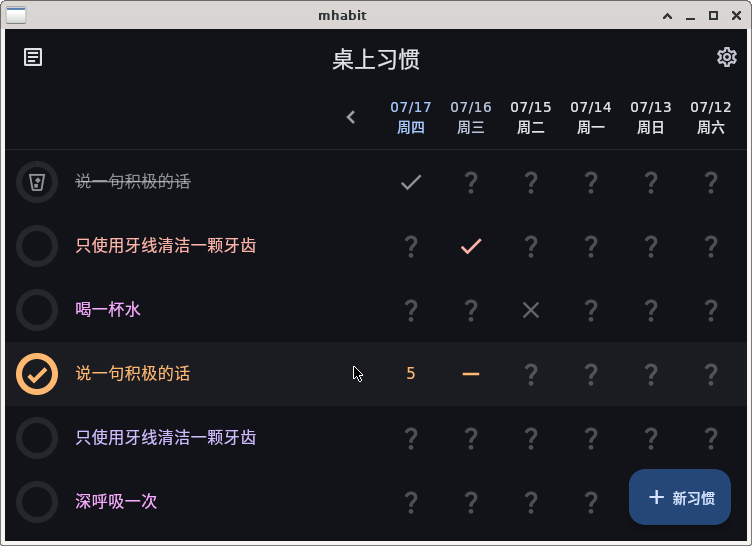 mhabit
桌上习惯
07/17 07/16 07/15 07/14 07/13 07/12
周四 周三 周二 周一 周日 周六
说一句积极的话 ? ? ? ? ?
只使用牙线清洁一颗牙齿 ? ? ? ? ?
喝一杯水 ? ? ? ? ?
说一句积极的话 5 ? ? ? ?
只使用牙线清洁一颗牙齿 ? ? ? ? ? ?
深呼吸一次 ? ? ? ?
新习惯